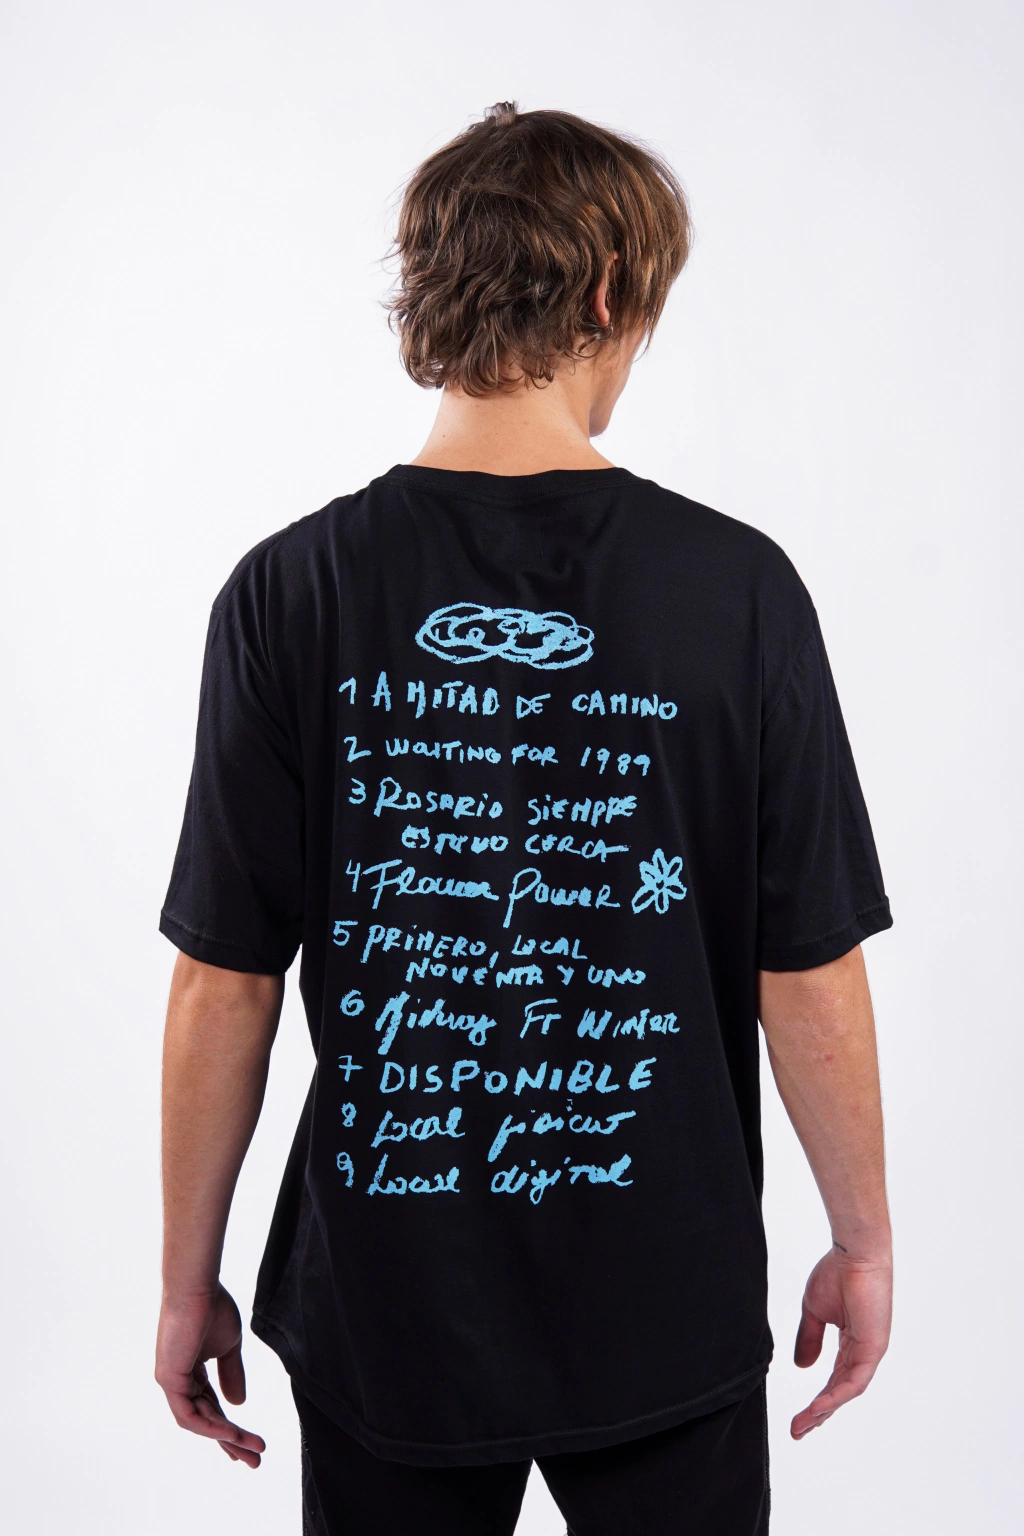 1 A MITAD DE CAMINO
2 WAITING FOR 1989
3 ROSARIO SIEMPRE
ESTUVO CERCA
4 Flower Power
5 PRIMERO, LOCAL
NOVENTA Y UNO
6 Midway FT WINTER
7 DISPONIBLE
8 Local físico
9 Local digital